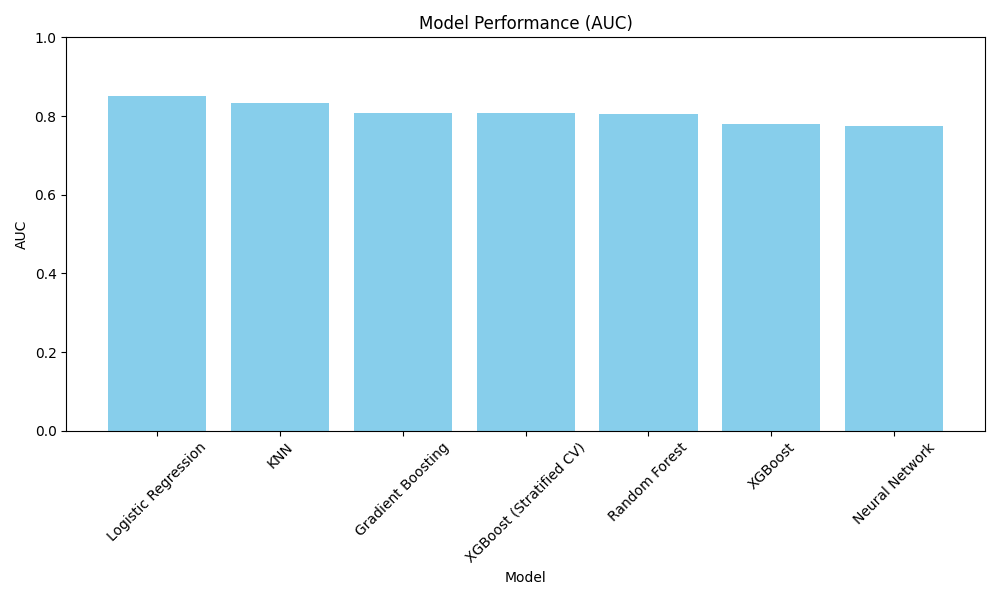 Model Performance (AUC)
1.0
0.8
0.6
0.4
0.2
0.0
AUC
Logistic Regression
KNN
Gradient Boosting
XGBoost (Stratified CV)
Random Forest
XGBoost
Neural Network
Model